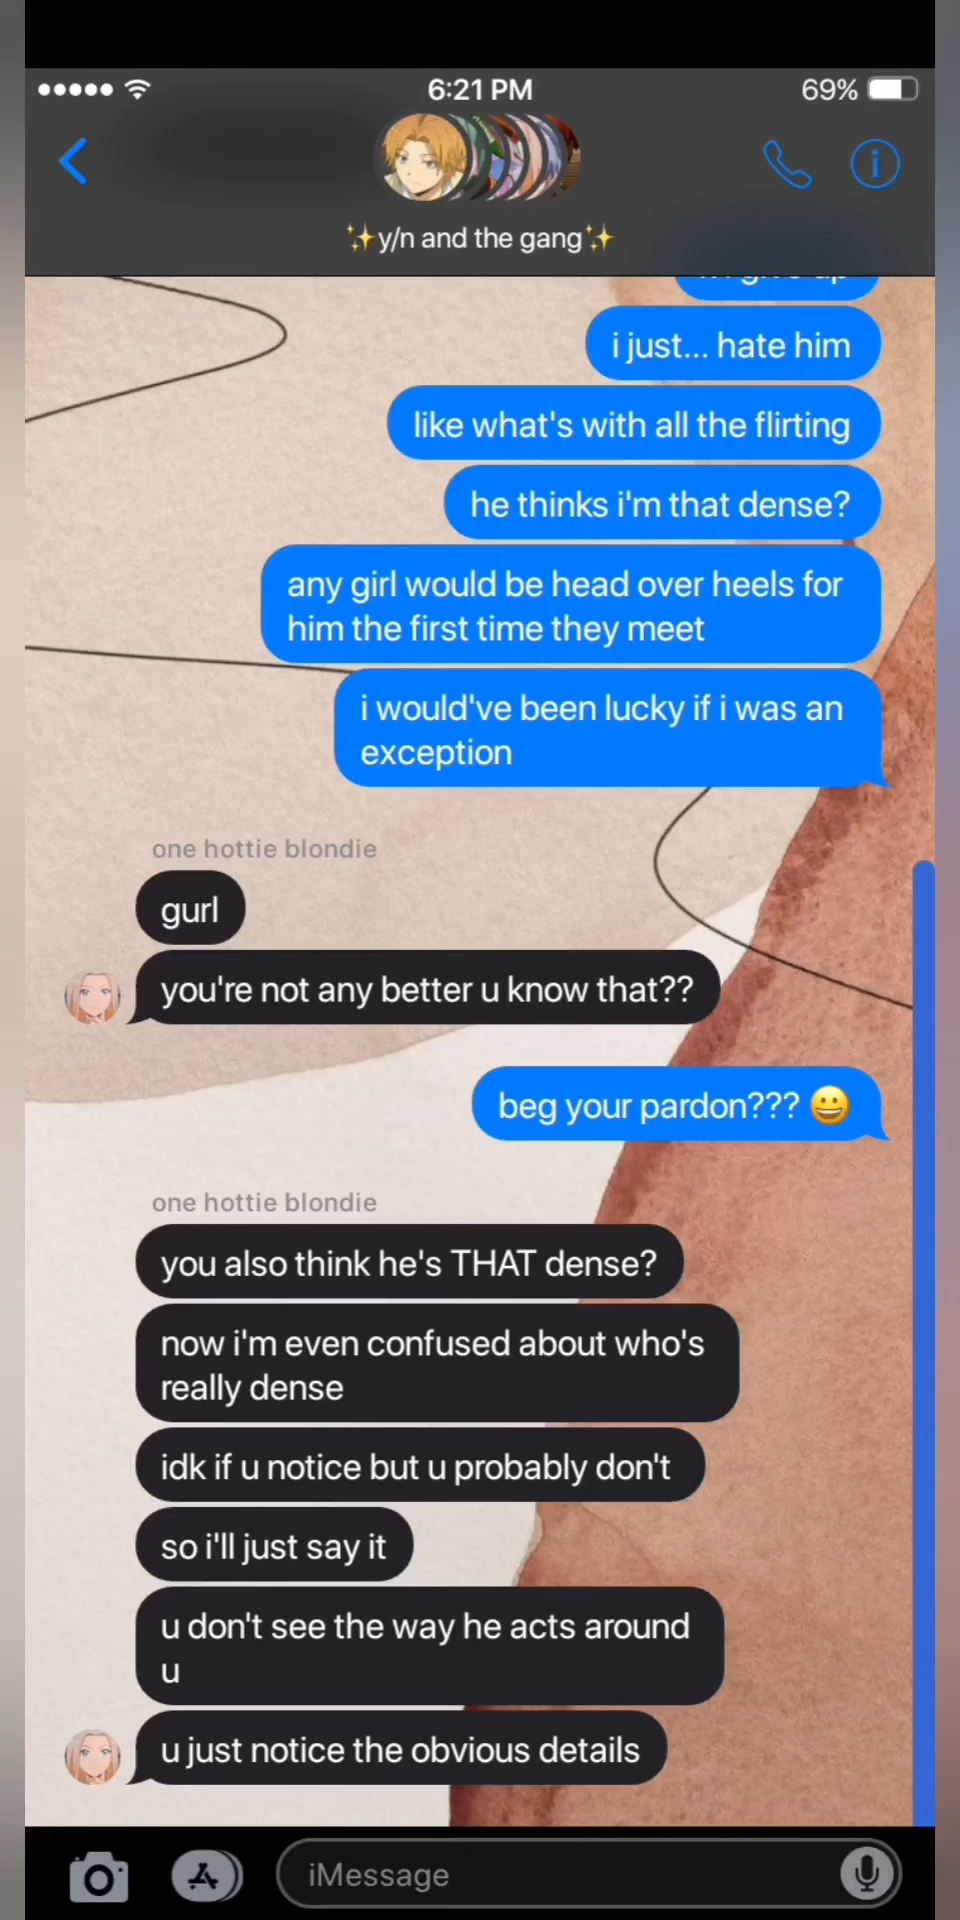 6:21 PM
69%
✨y/n and the gang✨
i just... hate him
like what's with all the flirting
he thinks i'm that dense?
any girl would be head over heels for
him the first time they meet
i would've been lucky if i was an
exception
one hottie blondie
gurl
you're not any better u know that??
beg your pardon??? 😀
one hottie blondie
you also think he's THAT dense?
now i'm even confused about who's
really dense
idk if u notice but u probably don't
so i'll just say it
u don't see the way he acts around
u
u just notice the obvious details
iMessage